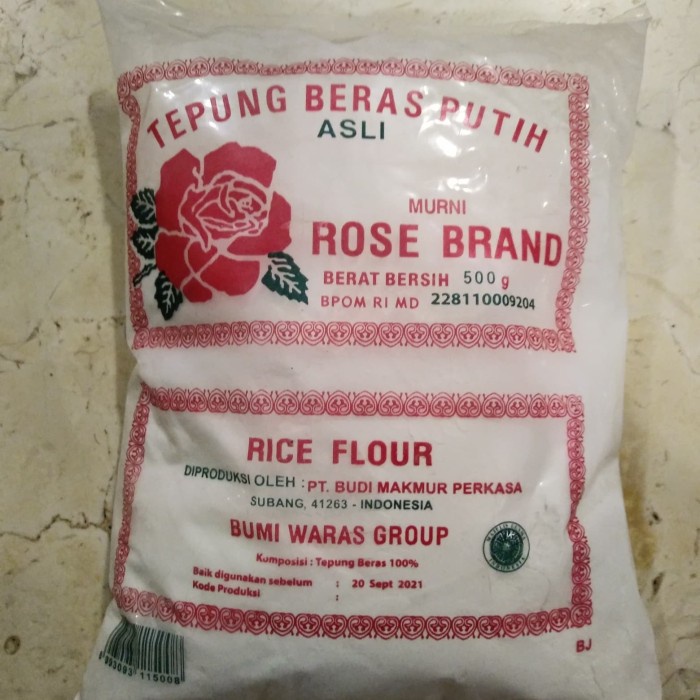 TEPUNG BERAS PUTIH
ASLI
MURNI
ROSE BRAND
BERAT BERSIH 500 g
BPOM RI MD 228110009204
RICE FLOUR
DIPRODUKSI OLEH : PT. BUDI MAKMUR PERKASA
SUBANG, 41263 - INDONESIA
BUMI WARAS GROUP
Komposisi : Tepung Beras 100%
Baik digunakan sebelum : 20 Sept 2021
Kode Produksi :
BJ